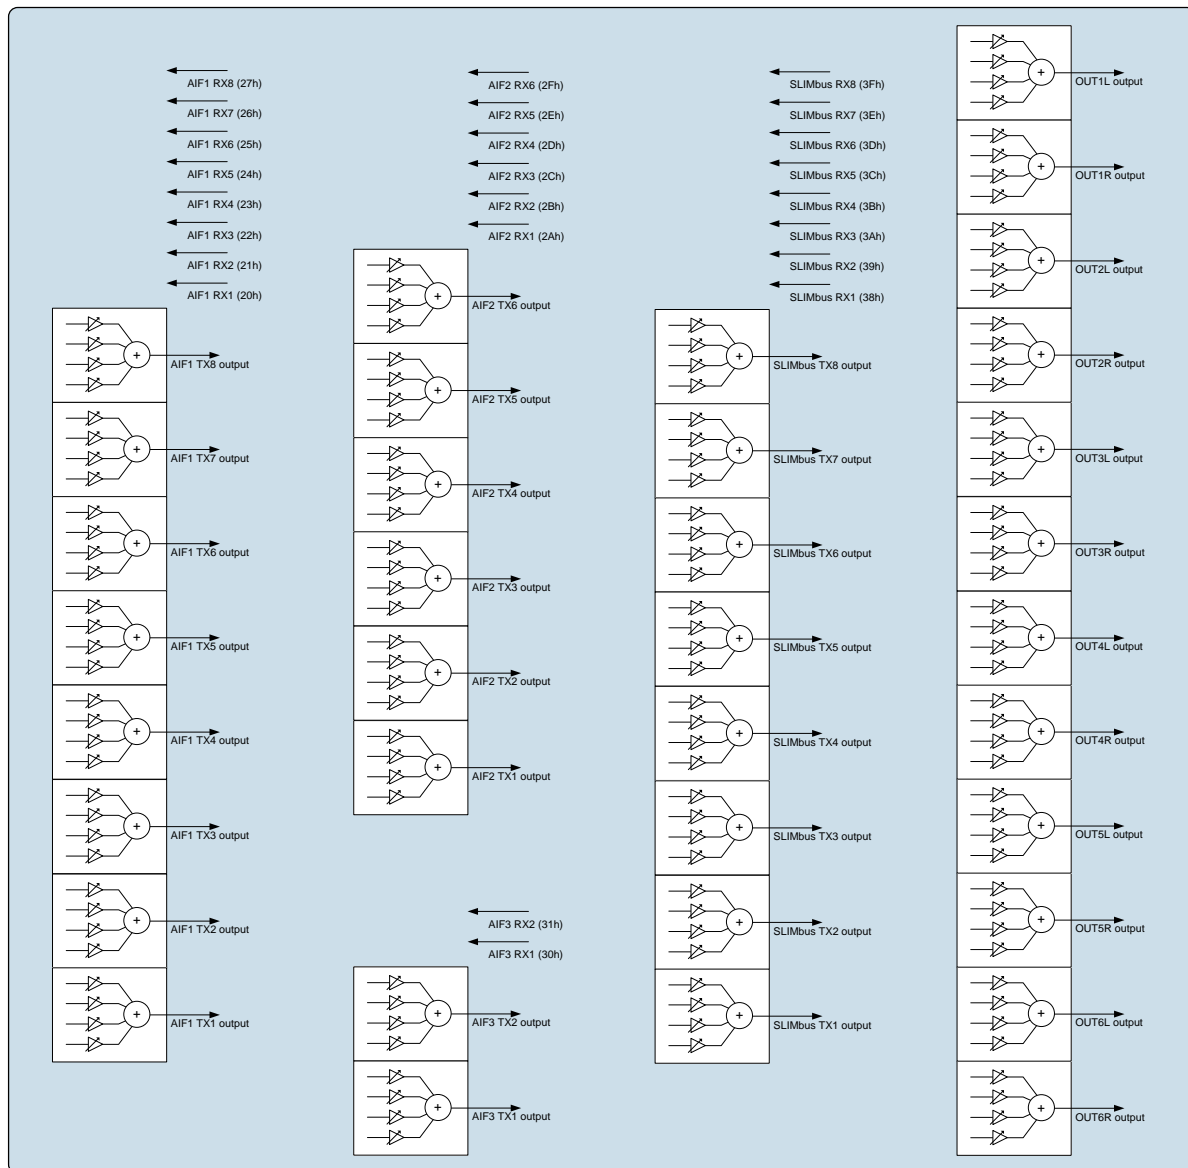 AIF1 RX8 (27h)
AIF1 RX7 (26h)
AIF1 RX6 (25h)
AIF1 RX5 (24h)
AIF1 RX4 (23h)
AIF1 RX3 (22h)
AIF1 RX2 (21h)
AIF1 RX1 (20h)
+ AIF1 TX8 output
+ AIF1 TX7 output
+ AIF1 TX6 output
+ AIF1 TX5 output
+ AIF1 TX4 output
+ AIF1 TX3 output
+ AIF1 TX2 output
+ AIF1 TX1 output
AIF2 RX6 (2Fh)
AIF2 RX5 (2Eh)
AIF2 RX4 (2Dh)
AIF2 RX3 (2Ch)
AIF2 RX2 (2Bh)
AIF2 RX1 (2Ah)
+ AIF2 TX6 output
+ AIF2 TX5 output
+ AIF2 TX4 output
+ AIF2 TX3 output
+ AIF2 TX2 output
+ AIF2 TX1 output
AIF3 RX2 (31h)
AIF3 RX1 (30h)
+ AIF3 TX2 output
+ AIF3 TX1 output
SLIMbus RX8 (3Fh)
SLIMbus RX7 (3Eh)
SLIMbus RX6 (3Dh)
SLIMbus RX5 (3Ch)
SLIMbus RX4 (3Bh)
SLIMbus RX3 (3Ah)
SLIMbus RX2 (39h)
SLIMbus RX1 (38h)
+ SLIMbus TX8 output
+ SLIMbus TX7 output
+ SLIMbus TX6 output
+ SLIMbus TX5 output
+ SLIMbus TX4 output
+ SLIMbus TX3 output
+ SLIMbus TX2 output
+ SLIMbus TX1 output
+ OUT1L output
+ OUT1R output
+ OUT2L output
+ OUT2R output
+ OUT3L output
+ OUT3R output
+ OUT4L output
+ OUT4R output
+ OUT5L output
+ OUT5R output
+ OUT6L output
+ OUT6R output